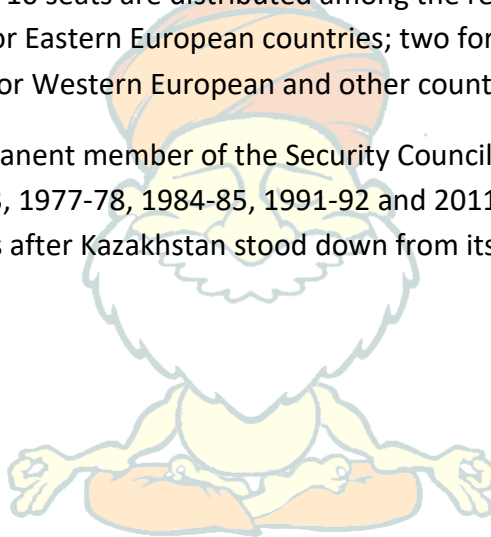 10 seats are distributed among the re
or Eastern European countries; two for
or Western European and other count
anent member of the Security Council
, 1977-78, 1984-85, 1991-92 and 2011
s after Kazakhstan stood down from its